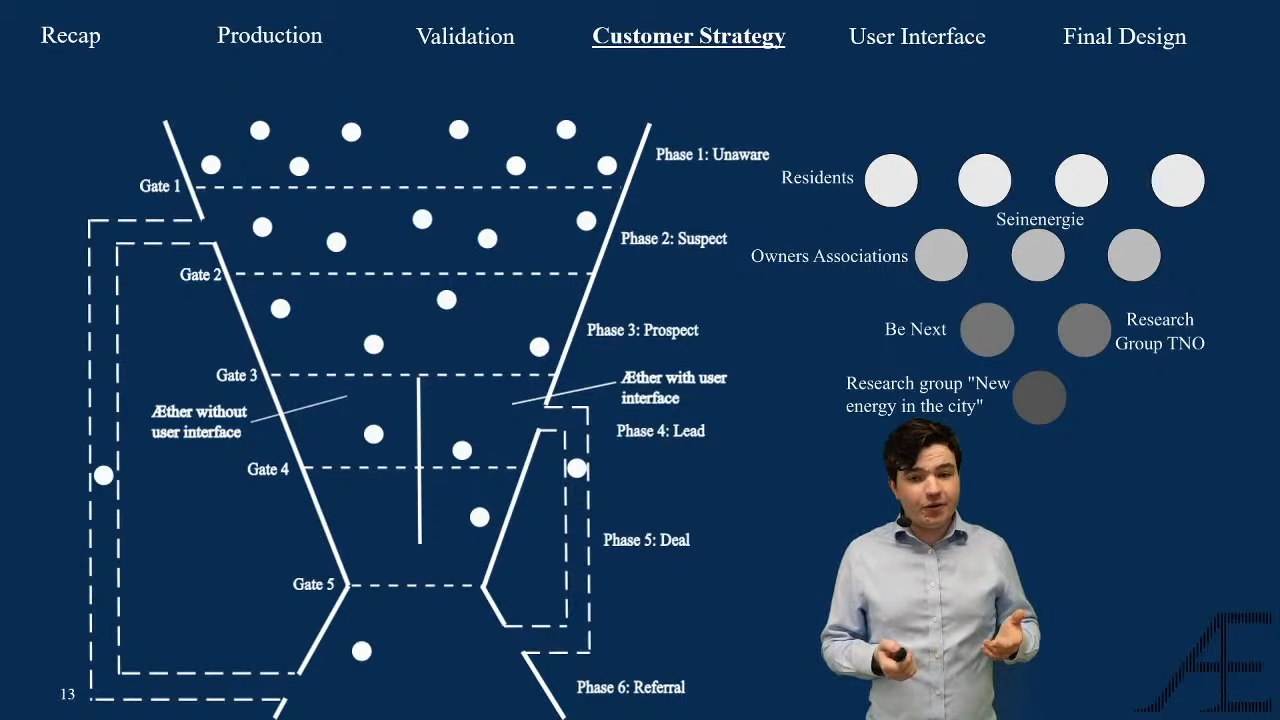 Recap
Production
Validation
Customer Strategy
User Interface
Final Design
Phase 1: Unaware
Gate 1
Residents
Seinenergie
Phase 2: Suspect
Owners Associations
Gate 2
Phase 3: Prospect
Be Next
Research
Group TNO
Gate 3
Æther without
user interface
Æther with user
interface
Research group "New
energy in the city"
Phase 4: Lead
Gate 4
Phase 5: Deal
Gate 5
Phase 6: Referral
13
Æ